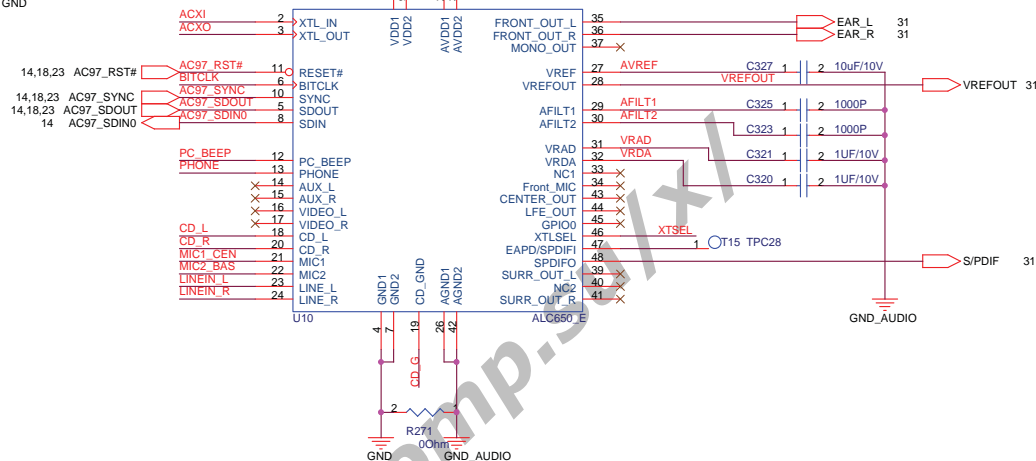 GND
ACXI 2 XTL_IN VDD1 VDD2 AVDD1 AVDD2 FRONT_OUT_L 35 EAR_L 31
ACXO 3 XTL_OUT FRONT_OUT_R 36 EAR_R 31
MONO_OUT 37
14,18,23 AC97_RST# AC97_RST# 11 RESET# VREF 27 AVREF C327 1 2 10uF/10V
BITCLK 6 BITCLK VREFOUT 28 VREFOUT VREFOUT 31
14,18,23 AC97_SYNC AC97_SYNC 10 SYNC
14,18,23 AC97_SDOUT AC97_SDOUT 5 SDOUT AFILT1 29 AFILT1 C325 1 2 1000P
14 AC97_SDIN0 AC97_SDIN0 8 SDIN AFILT2 30 AFILT2 C323 1 2 1000P
VRAD 31 VRAD C321 1 2 1UF/10V
PC_BEEP 12 PC_BEEP VRDA 32 VRDA
PHONE 13 PHONE NC1 33
14 AUX_L Front_MIC 34 C320 1 2 1UF/10V
15 AUX_R CENTER_OUT 43
16 VIDEO_L LFE_OUT 44
17 VIDEO_R GPIO0 45
CD_L 18 CD_L XTLSEL 46 XTSEL
CD_R 20 CD_R EAPD/SPDIFI 47 1 T15 TPC28
MIC1_CEN 21 MIC1 SPDIFO 48 S/PDIF 31
MIC2_BAS 22 MIC2 SURR_OUT_L 39
LINEIN_L 23 LINE_L NC2 40
LINEIN_R 24 LINE_R SURR_OUT_R 41
GND1 GND2 CD_GND AGND1 AGND2
U10 ALC650_E
GND_AUDIO
4 7 19 26 42
CD_G
2 1
R271
0Ohm
GND GND_AUDIO
omp.su/x/